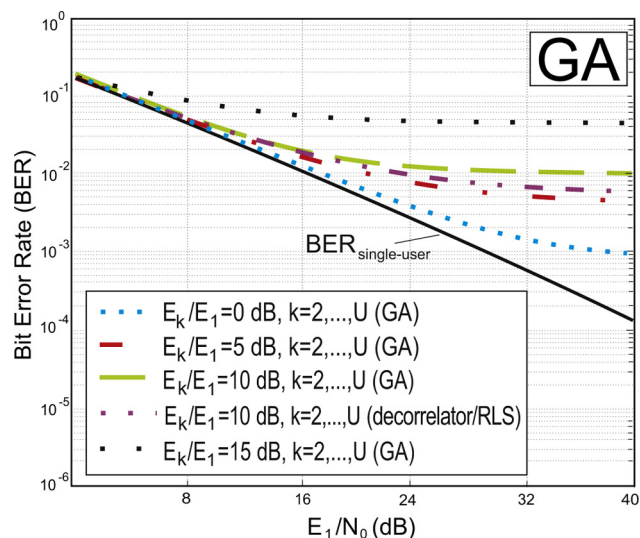 10^0
GA
10^-1
10^-2
10^-3
10^-4
10^-5
10^-6
Bit Error Rate (BER)
BER_single-user
E_k/E_1=0 dB, k=2,...,U (GA)
E_k/E_1=5 dB, k=2,...,U (GA)
E_k/E_1=10 dB, k=2,...,U (GA)
E_k/E_1=10 dB, k=2,...,U (decorrelator/RLS)
E_k/E_1=15 dB, k=2,...,U (GA)
8 16 24 32 40
E_1/N_0 (dB)